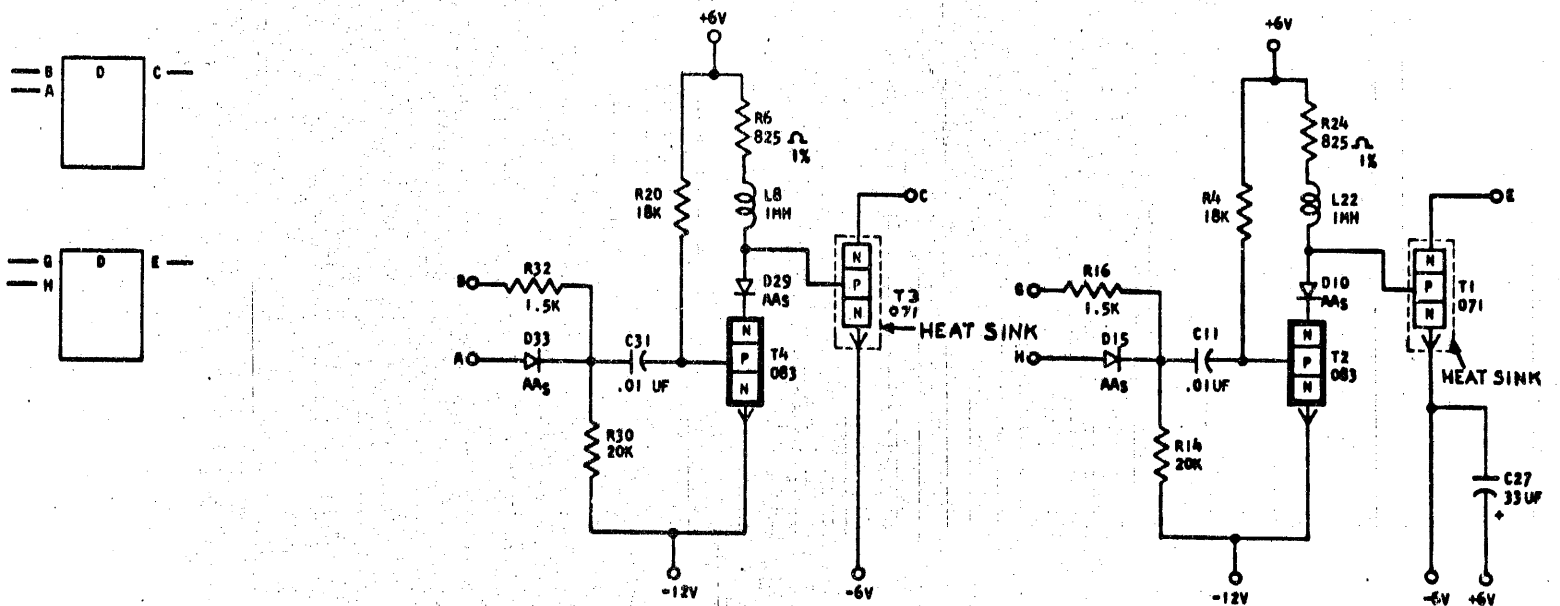 B D C
A
G D E
H
+6V
R6
825 Ω
1%
R20
18K
L8
1MH
C
D29
AAS
N
P
N
T3
071
HEAT SINK
B
R32
1.5K
A
D33
AAS
C31
.01 UF
N
P
N
T4
083
R30
20K
-12V
-6V
+6V
R24
825 Ω
1%
R4
18K
L22
1MH
E
D10
AAS
N
P
N
T1
071
HEAT SINK
G
R16
1.5K
H
D15
AAS
C11
.01UF
N
P
N
T2
083
R14
20K
C27
33UF
+
-12V
-6V
+6V